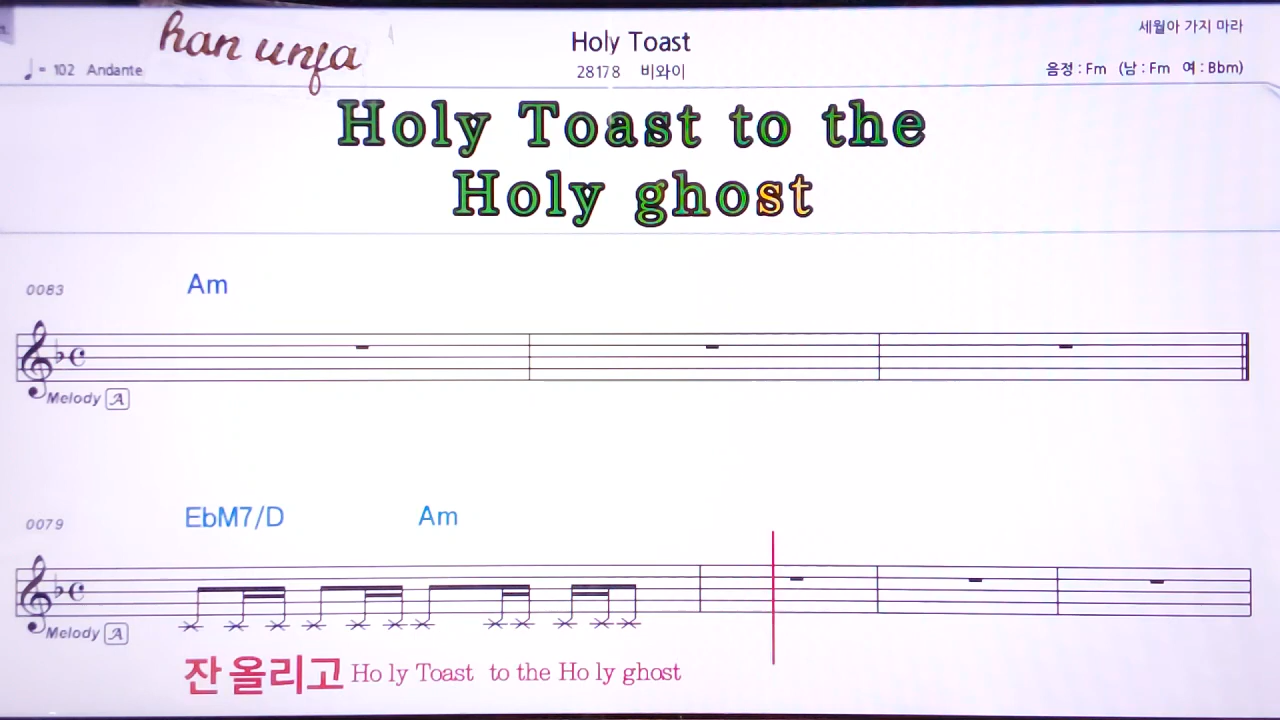 han unja
세월아 가지 마라
Holy Toast
= 102 Andante
28178 비와이
음정 : Fm (남 : Fm 여 : Bbm)
Holy Toast to the
Holy ghost
0083
Am
Melody A
0079
EbM7/D Am
Melody A
잔 올리고 Ho ly Toast to the Ho ly ghost